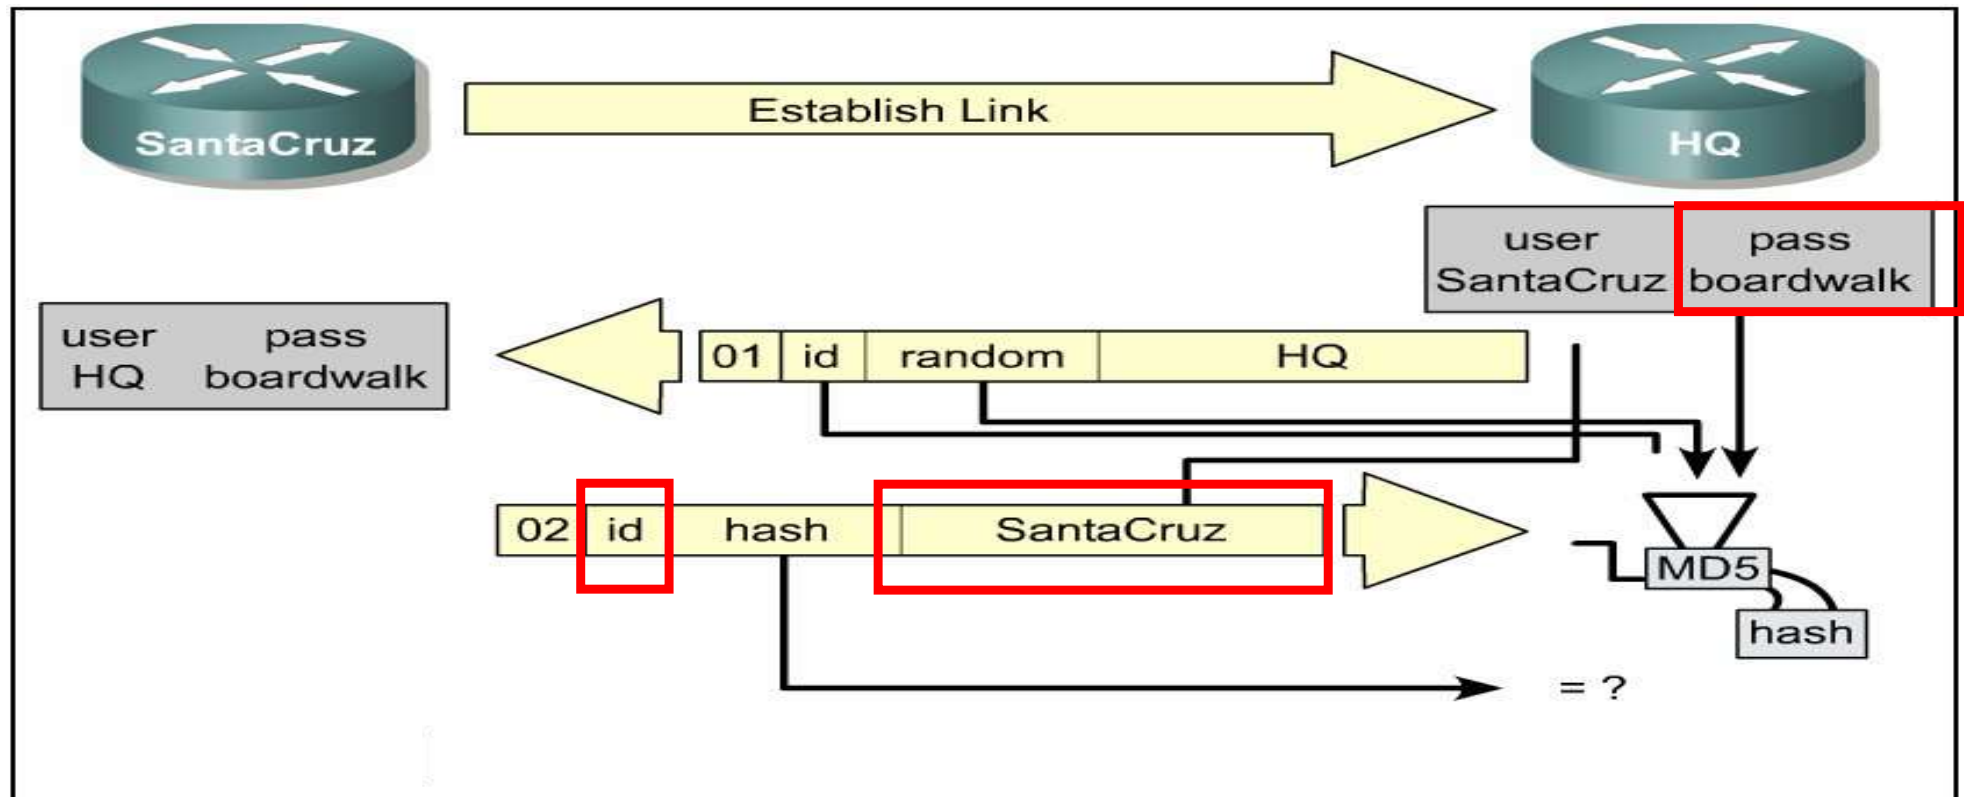 Establish Link
SantaCruz
HQ
user pass
SantaCruz boardwalk
user pass
HQ boardwalk
01 id random HQ
02 id hash SantaCruz
MD5
hash
= ?